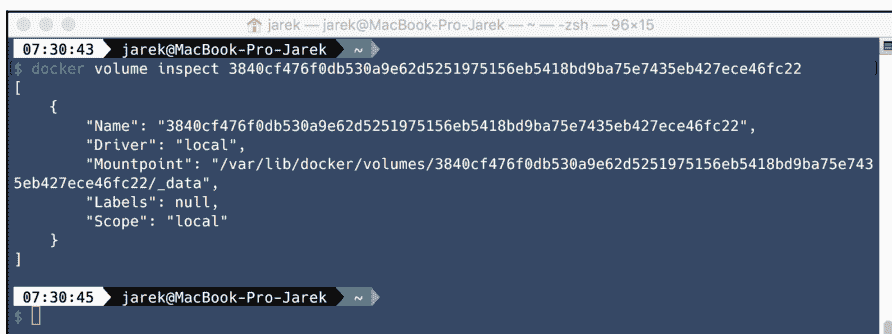 jarek — jarek@MacBook-Pro-Jarek — ~ — -zsh — 96×15
07:30:43 jarek@MacBook-Pro-Jarek ~
$ docker volume inspect 3840cf476f0db530a9e62d5251975156eb5418bd9ba75e7435eb427ece46fc22
[
    {
        "Name": "3840cf476f0db530a9e62d5251975156eb5418bd9ba75e7435eb427ece46fc22",
        "Driver": "local",
        "Mountpoint": "/var/lib/docker/volumes/3840cf476f0db530a9e62d5251975156eb5418bd9ba75e743
5eb427ece46fc22/_data",
        "Labels": null,
        "Scope": "local"
    }
]
07:30:45 jarek@MacBook-Pro-Jarek ~
$